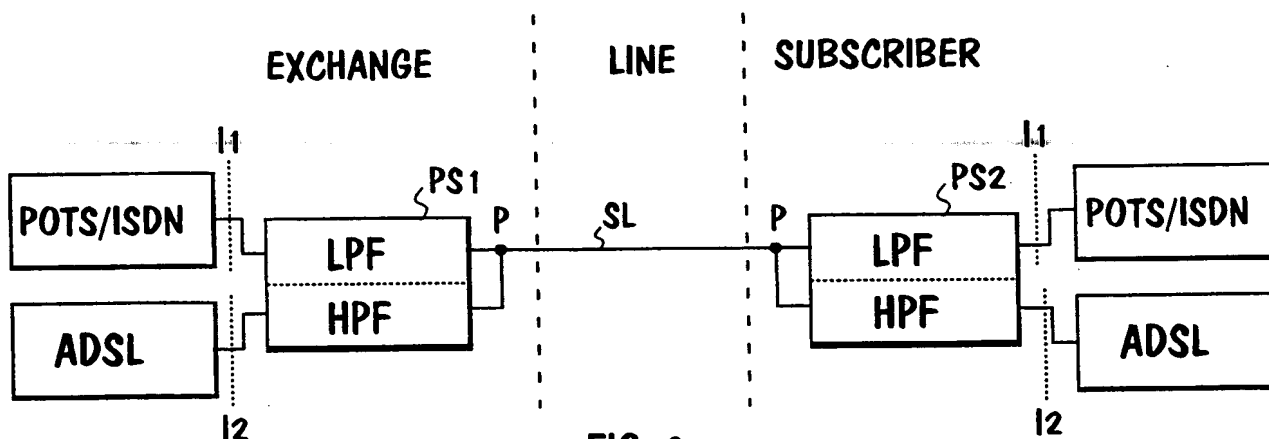 EXCHANGE
LINE
SUBSCRIBER
I1
I1
PS1
PS2
POTS/ISDN
P
SL
P
POTS/ISDN
LPF
LPF
HPF
HPF
ADSL
ADSL
I2
I2